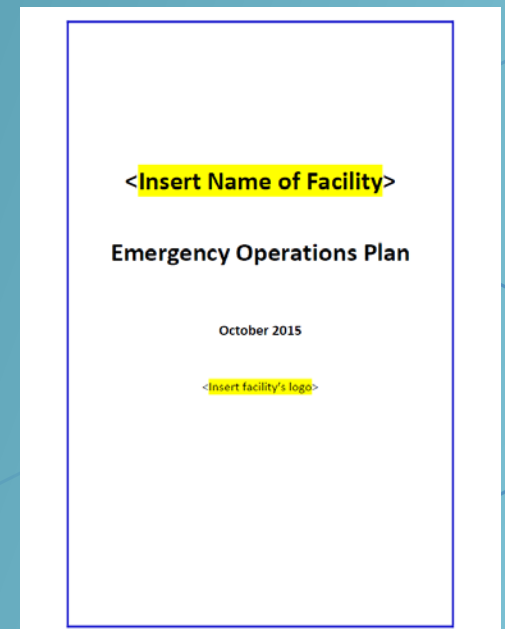 <Insert Name of Facility>
Emergency Operations Plan
October 2015
<Insert facility's logo>